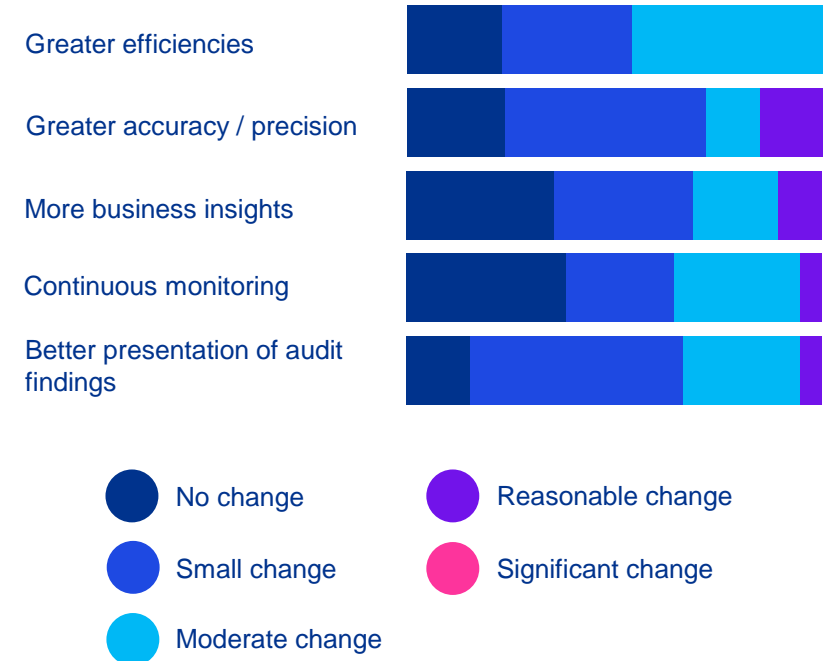 Greater efficiencies
Greater accuracy / precision
More business insights
Continuous monitoring
Better presentation of audit
findings
No change
Reasonable change
Small change
Significant change
Moderate change